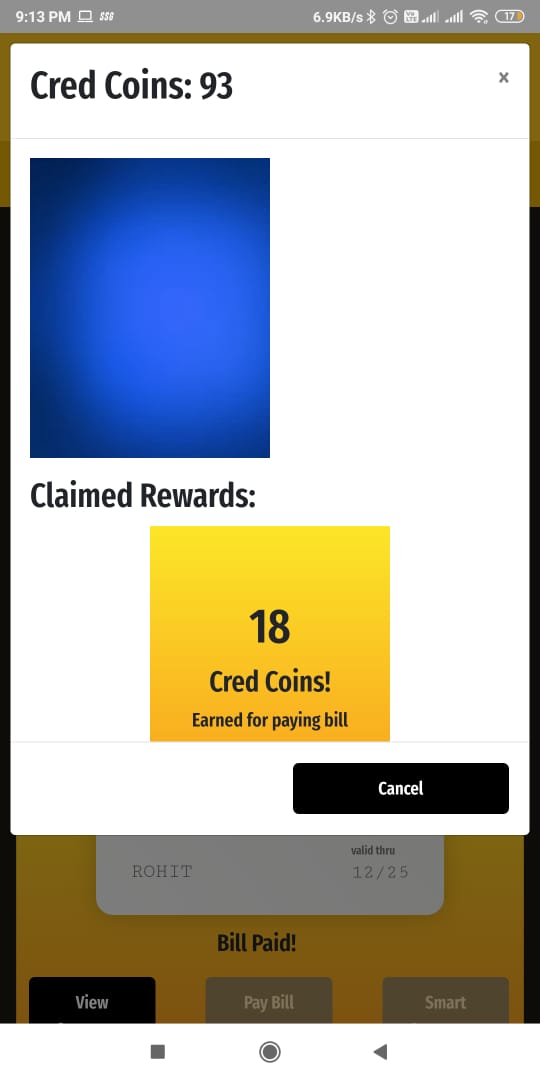 9:13 PM
6.9KB/s
17
Cred Coins: 93
×
Claimed Rewards:
18
Cred Coins!
Earned for paying bill
Cancel
valid thru
ROHIT
12/25
Bill Paid!
View
Pay Bill
Smart